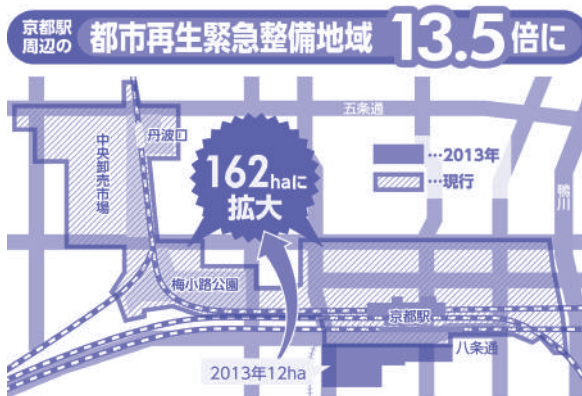 京都駅
周辺の
都市再生緊急整備地域 13.5倍に
五条通
丹波口
中央卸売市場
162haに
拡大
…2013年
…現行
鴨川
梅小路公園
京都駅
八条通
2013年12ha